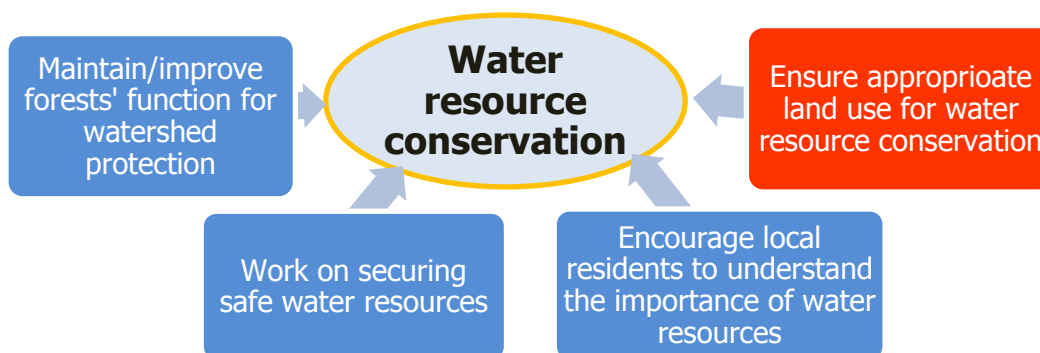 Water
resource
conservation
Maintain/improve
forests' function for
watershed
protection
Ensure approprioate
land use for water
resource conservation
Work on securing
safe water resources
Encourage local
residents to understand
the importance of water
resources